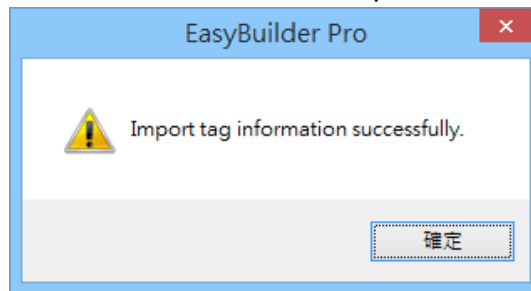 EasyBuilder Pro
Import tag information successfully.
確定